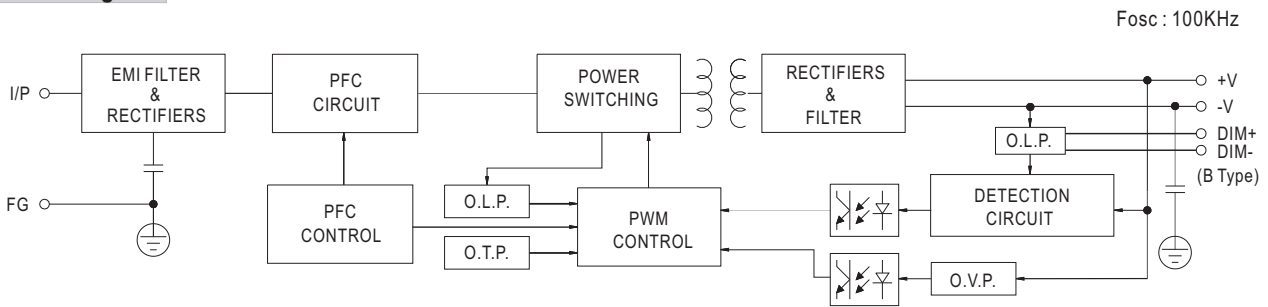 Fosc : 100KHz
I/P
EMI FILTER
&
RECTIFIERS
PFC
CIRCUIT
POWER
SWITCHING
RECTIFIERS
&
FILTER
+V
-V
O.L.P.
DIM+
DIM-
(B Type)
FG
PFC
CONTROL
O.L.P.
O.T.P.
PWM
CONTROL
DETECTION
CIRCUIT
O.V.P.